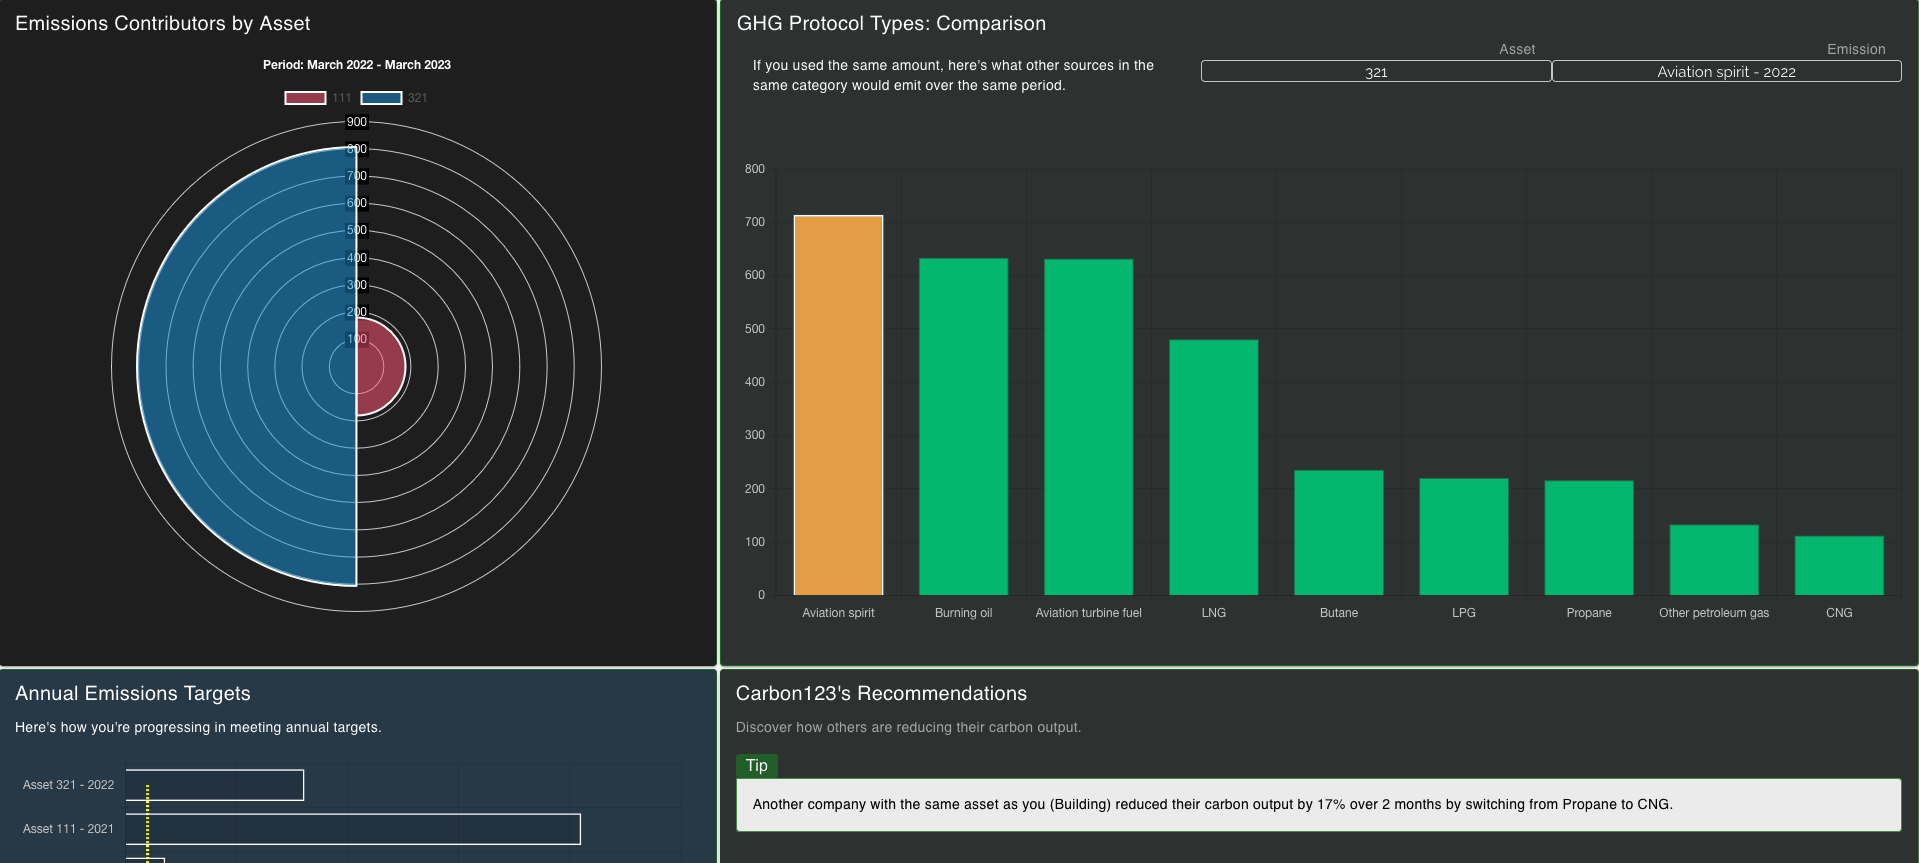 Emissions Contributors by Asset
Period: March 2022 - March 2023
111 321
900
800
700
600
500
400
300
200
100
GHG Protocol Types: Comparison
If you used the same amount, here's what other sources in the
same category would emit over the same period.
Asset Emission
321 Aviation spirit - 2022
800
700
600
500
400
300
200
100
0
Aviation spirit Burning oil Aviation turbine fuel LNG Butane LPG Propane Other petroleum gas CNG
Annual Emissions Targets
Here's how you're progressing in meeting annual targets.
Asset 321 - 2022
Asset 111 - 2021
Carbon123's Recommendations
Discover how others are reducing their carbon output.
Tip
Another company with the same asset as you (Building) reduced their carbon output by 17% over 2 months by switching from Propane to CNG.